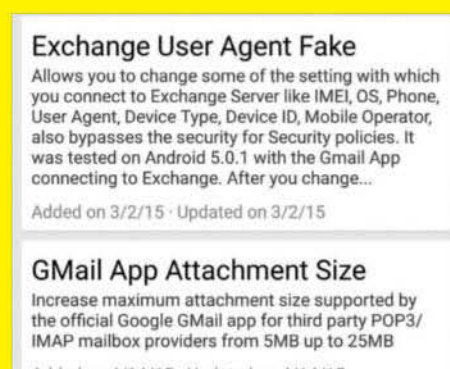 Exchange User Agent Fake
Allows you to change some of the setting with which
you connect to Exchange Server like IMEI, OS, Phone,
User Agent, Device Type, Device ID, Mobile Operator,
also bypasses the security for Security policies. It
was tested on Android 5.0.1 with the Gmail App
connecting to Exchange. After you change...
Added on 3/2/15 · Updated on 3/2/15
GMail App Attachment Size
Increase maximum attachment size supported by
the official Google GMail app for third party POP3/
IMAP mailbox providers from 5MB up to 25MB